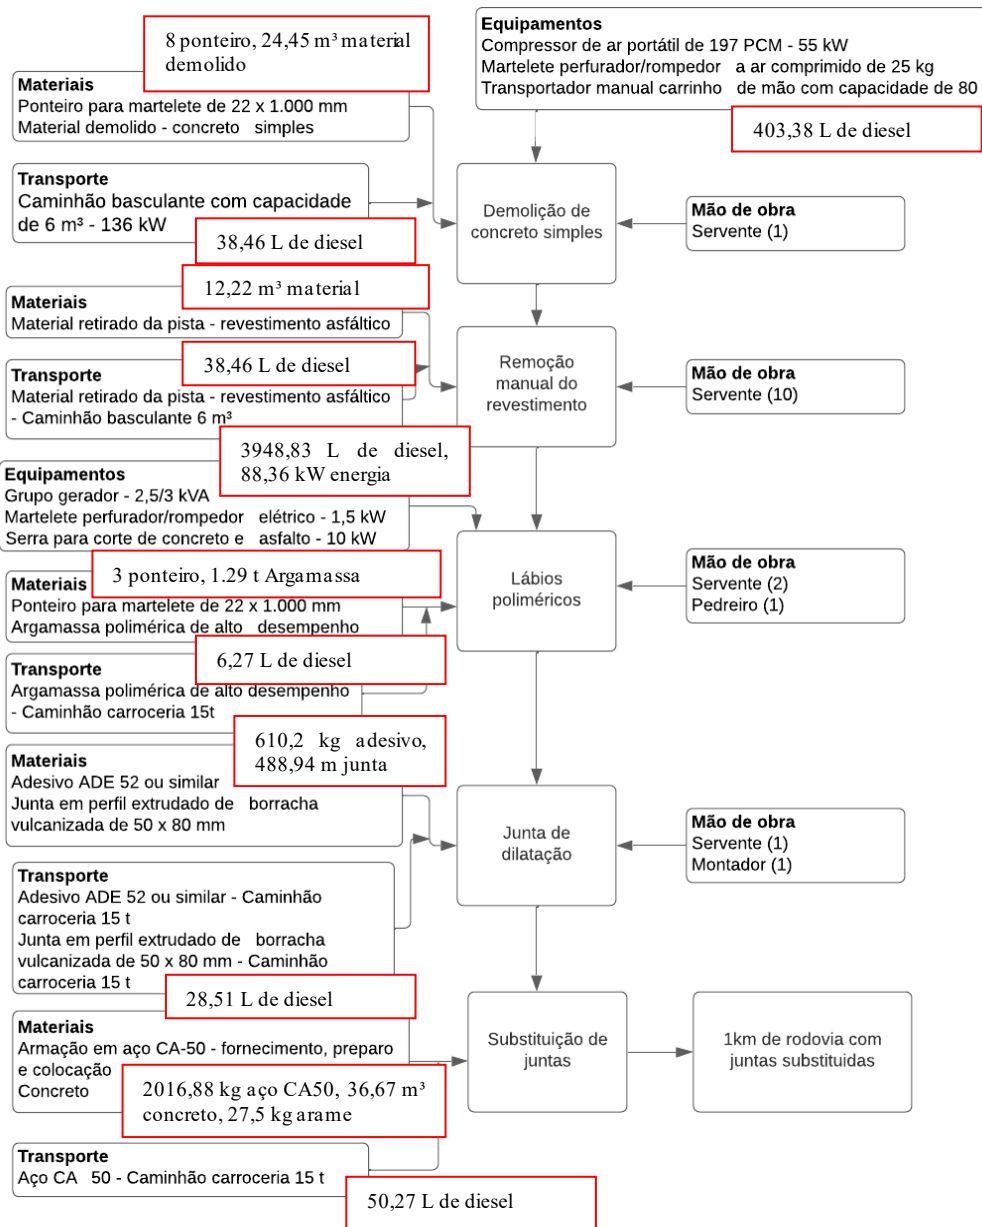 8 ponteiro, 24,45 m³ material
demolido
Equipamentos
Compressor de ar portátil de 197 PCM - 55 kW
Martelete perfurador/rompedor a ar comprimido de 25 kg
Transportador manual carrinho de mão com capacidade de 80
403,38 L de diesel
Materiais
Ponteiro para martelete de 22 x 1.000 mm
Material demolido - concreto simples
Transporte
Caminhão basculante com capacidade
de 6 m³ - 136 kW
38,46 L de diesel
Demolição de
concreto simples
Mão de obra
Servente (1)
12,22 m³ material
Materiais
Material retirado da pista - revestimento asfáltico
38,46 L de diesel
Transporte
Material retirado da pista - revestimento asfáltico
- Caminhão basculante 6 m³
Remoção
manual do
revestimento
Mão de obra
Servente (10)
3948,83 L de diesel,
88,36 kW energia
Equipamentos
Grupo gerador - 2,5/3 kVA
Martelete perfurador/rompedor elétrico - 1,5 kW
Serra para corte de concreto e asfalto - 10 kW
3 ponteiro, 1.29 t Argamassa
Materiais
Ponteiro para martelete de 22 x 1.000 mm
Argamassa polimérica de alto desempenho
Lábios
poliméricos
Mão de obra
Servente (2)
Pedreiro (1)
6,27 L de diesel
Transporte
Argamassa polimérica de alto desempenho
- Caminhão carroceria 15t
610,2 kg adesivo,
488,94 m junta
Materiais
Adesivo ADE 52 ou similar
Junta em perfil extrudado de borracha
vulcanizada de 50 x 80 mm
Junta de
dilatação
Mão de obra
Servente (1)
Montador (1)
Transporte
Adesivo ADE 52 ou similar - Caminhão
carroceria 15 t
Junta em perfil extrudado de borracha
vulcanizada de 50 x 80 mm - Caminhão
carroceria 15 t
28,51 L de diesel
Materiais
Armação em aço CA-50 - fornecimento, preparo
e colocação
Concreto
2016,88 kg aço CA50, 36,67 m³
concreto, 27,5 kg arame
Substituição de
juntas
1km de rodovia com
juntas substituidas
Transporte
Aço CA 50 - Caminhão carroceria 15 t
50,27 L de diesel